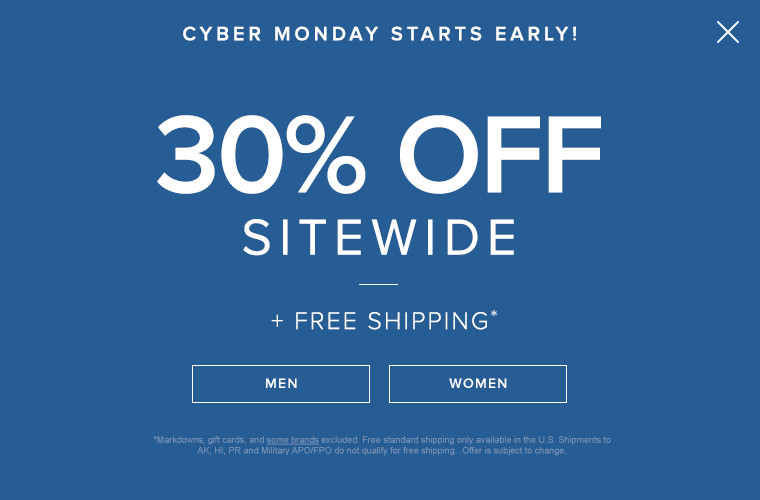 CYBER MONDAY STARTS EARLY!
30% OFF
SITEWIDE
+ FREE SHIPPING*
MEN
WOMEN
*Markdowns, gift cards, and some brands excluded. Free standard shipping only available in the U.S. Shipments to
AK, HI, PR and Military APO/FPO do not qualify for free shipping. Offer is subject to change.